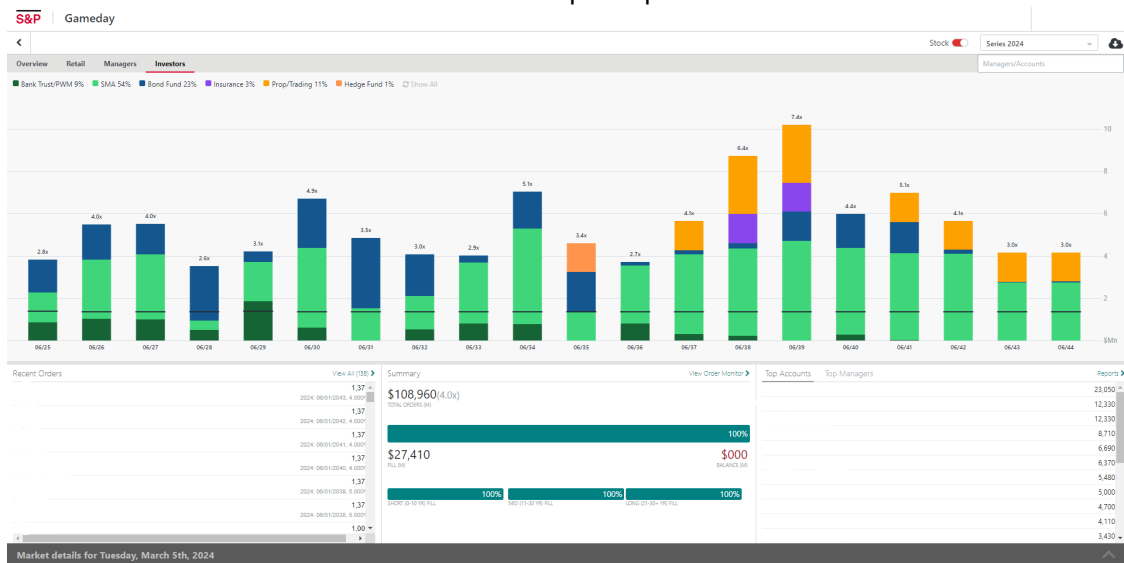 S&P Gameday
Stock Series 2024
Overview Retail Managers Investors Managers/Accounts
Bank Trust/PWM 9% SMA 54% Bond Fund 23% Insurance 3% Prop/Trading 11% Hedge Fund 1% Show All
7.4x
10
6.4x
8
4.9x 5.1x 5.1x
4.4x
4.0x 4.0x 4.1x 4.1x 6
3.5x
2.8x 2.6x 3.1x 3.0x 2.9x 3.4x 2.7x 3.0x 3.0x
4
2
$Mn
06/25 06/26 06/27 06/28 06/29 06/30 06/31 06/32 06/33 06/34 06/35 06/36 06/37 06/38 06/39 06/40 06/41 06/42 06/43 06/44
Recent Orders View All (138)
1,37
2024: 06/01/2043, 4.000
1,37
2024: 06/01/2042, 4.000
1,37
2024: 06/01/2041, 4.000
1,37
2024: 06/01/2040, 4.000
1,37
2024: 06/01/2038, 5.000
1,37
2024: 06/01/2038, 5.000
1,00
Summary View Order Monitor
$108,960(4.0x)
TOTAL ORDERS (M)
100%
$27,410 $000
FILL (M) BALANCE (M)
100% 100% 100%
SHORT (0-10 YR) FILL MID (11-20 YR) FILL LONG (21-30+ YR) FILL
Top Accounts Top Managers Reports
23,050
12,330
12,330
8,710
6,690
6,370
5,480
5,000
4,700
4,110
3,430
Market details for Tuesday, March 5th, 2024